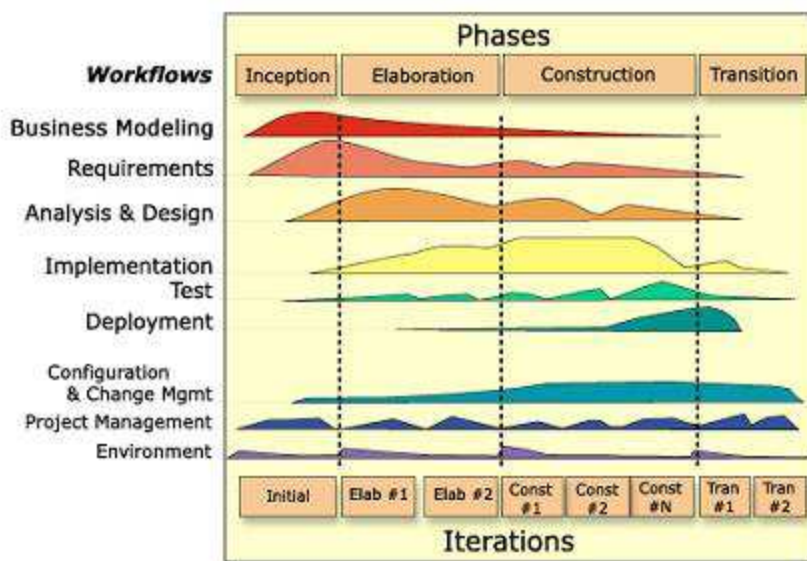 Phases
Workflows
Inception
Elaboration
Construction
Transition
Business Modeling
Requirements
Analysis & Design
Implementation
Test
Deployment
Configuration
& Change Mgmt
Project Management
Environment
Initial
Elab #1
Elab #2
Const
#1
Const
#2
Const
#N
Tran
#1
Tran
#2
Iterations